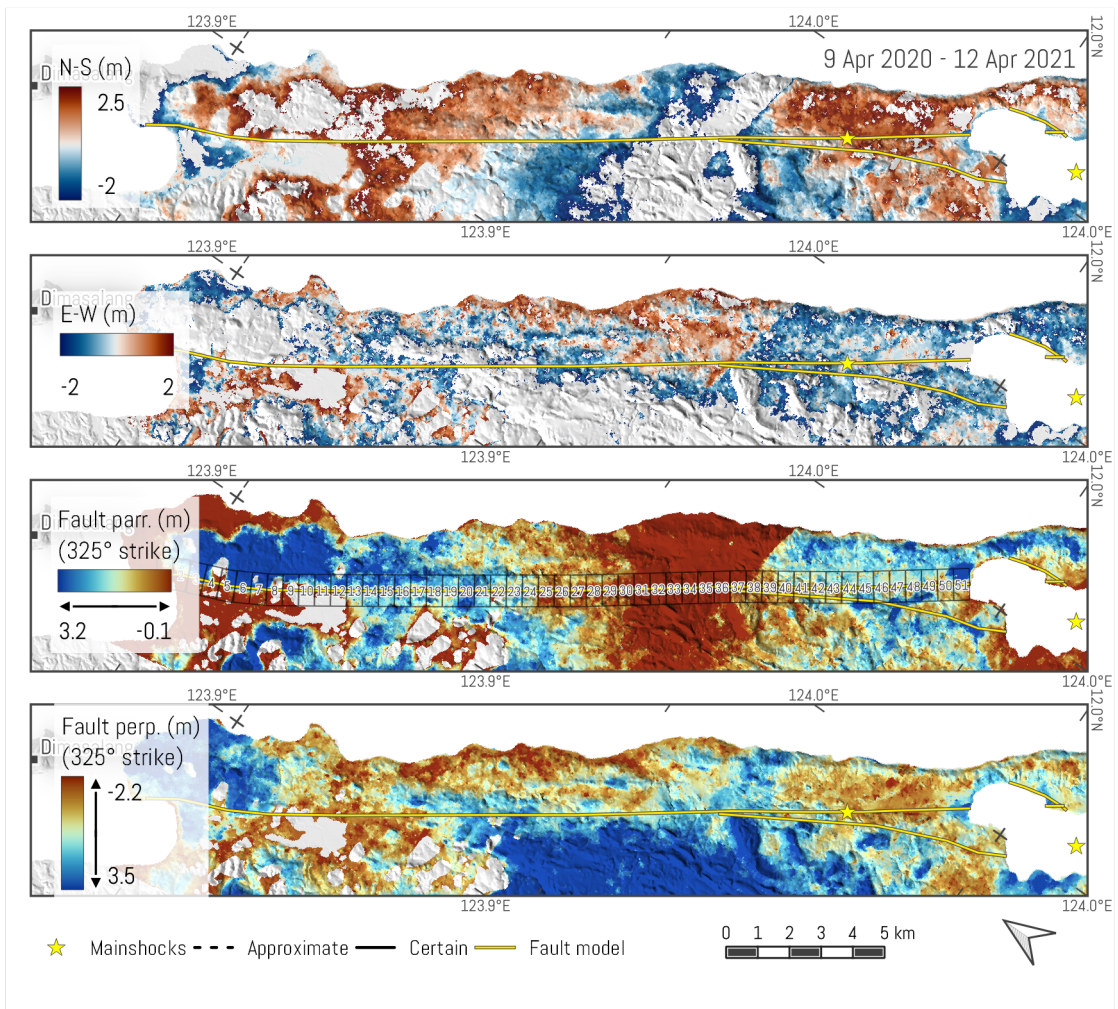 123.9°E 124.0°E
12.0°N
N-S (m)
9 Apr 2020 - 12 Apr 2021
D
2.5
-2
123.9°E 124.0°E
123.9°E 124.0°E
12.0°N
Dimasalang
E-W (m)
-2 2
123.9°E 124.0°E
123.9°E 124.0°E
12.0°N
Fault parr. (m)
D
(325° strike)
3.2 -0.1
4 5 6 7 8 9 10 11 12 13 14 15 16 17 18 19 20 21 22 23 24 25 26 27 28 29 30 31 32 33 34 35 36 37 38 39 40 41 42 43 44 45 46 47 48 49 50 51
123.9°E 124.0°E
123.9°E 124.0°E
12.0°N
Fault perp. (m)
Dimasalang
(325° strike)
-2.2
3.5
123.9°E 124.0°E
Mainshocks Approximate Certain Fault model
0 1 2 3 4 5 km